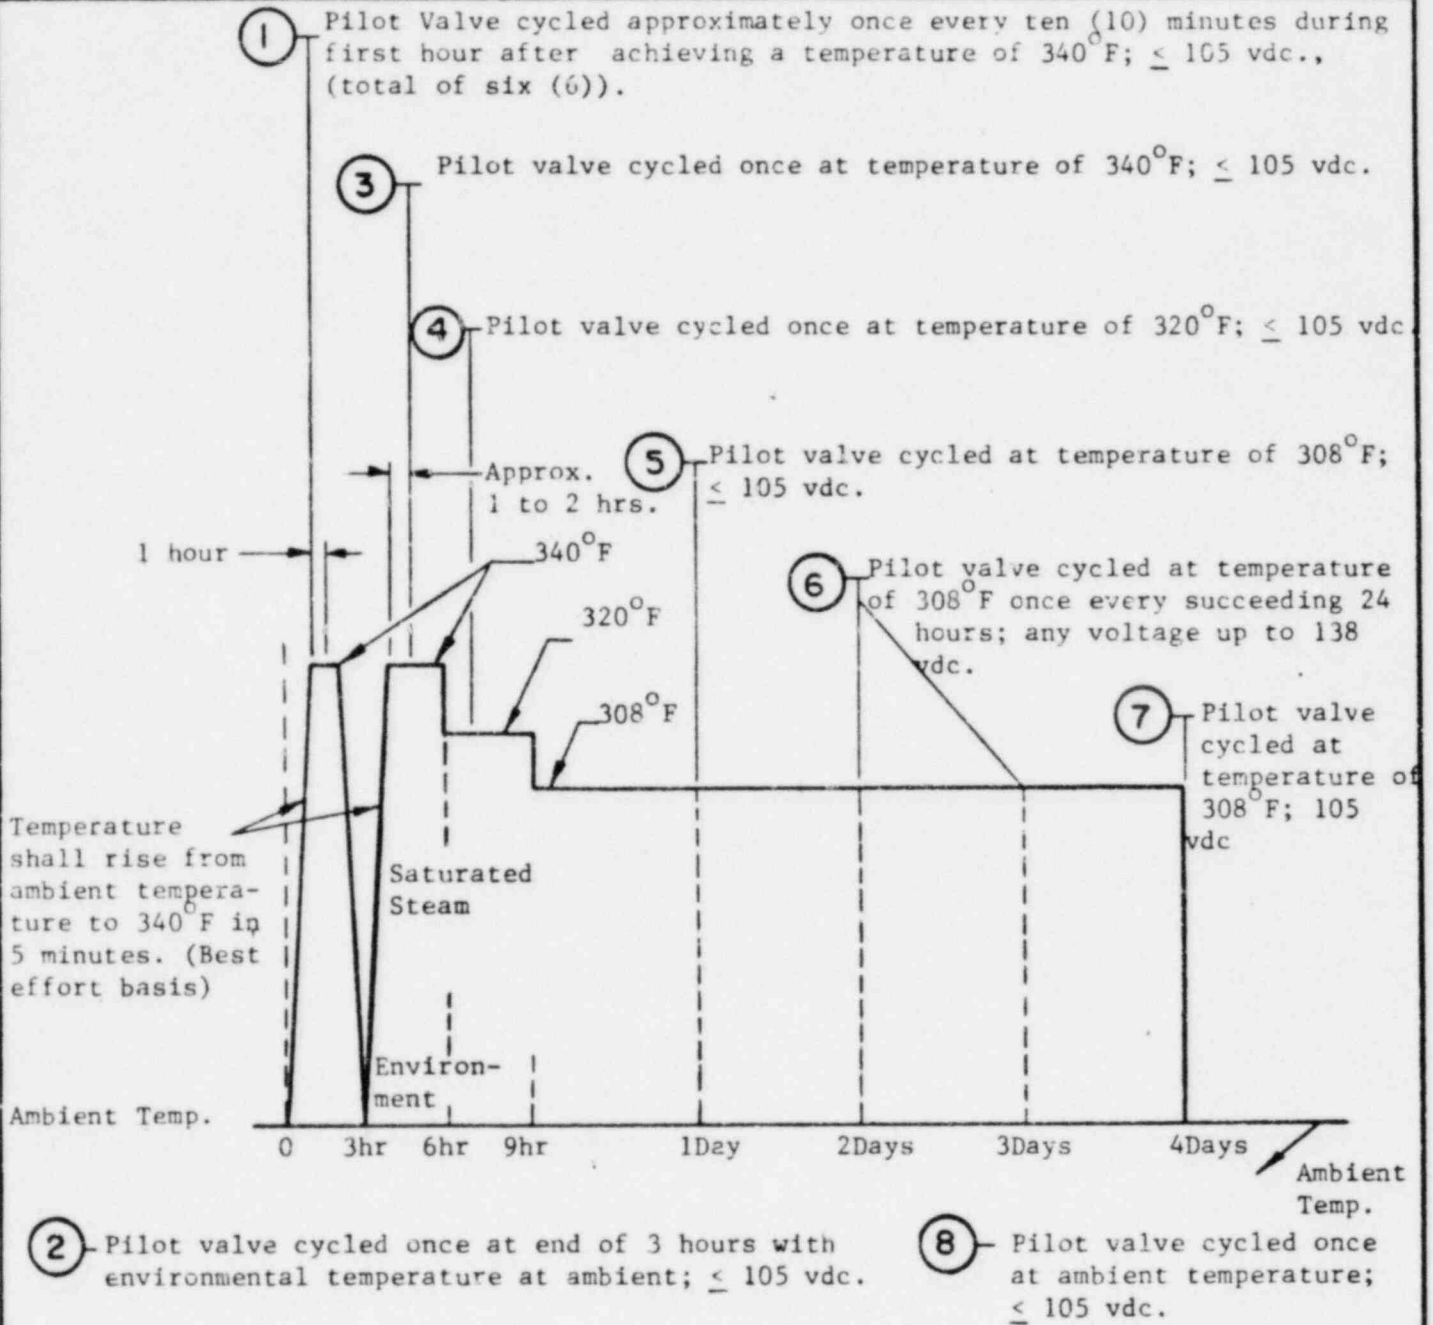 1 Pilot Valve cycled approximately once every ten (10) minutes during
first hour after achieving a temperature of 340°F; ≤ 105 vdc.,
(total of six (6)).
3 Pilot valve cycled once at temperature of 340°F; ≤ 105 vdc.
4 Pilot valve cycled once at temperature of 320°F; ≤ 105 vdc.
5 Pilot valve cycled at temperature of 308°F;
≤ 105 vdc.
Approx.
1 to 2 hrs.
1 hour
340°F
6 Pilot valve cycled at temperature
of 308°F once every succeeding 24
hours; any voltage up to 138
vdc.
320°F
308°F
7 Pilot valve
cycled at
temperature of
308°F; 105
vdc
Temperature
shall rise from
ambient tempera-
ture to 340°F in
5 minutes. (Best
effort basis)
Saturated
Steam
Environ-
ment
Ambient Temp.
0 3hr 6hr 9hr 1Day 2Days 3Days 4Days
Ambient
Temp.
2 Pilot valve cycled once at end of 3 hours with
environmental temperature at ambient; ≤ 105 vdc.
8 Pilot valve cycled once
at ambient temperature;
≤ 105 vdc.